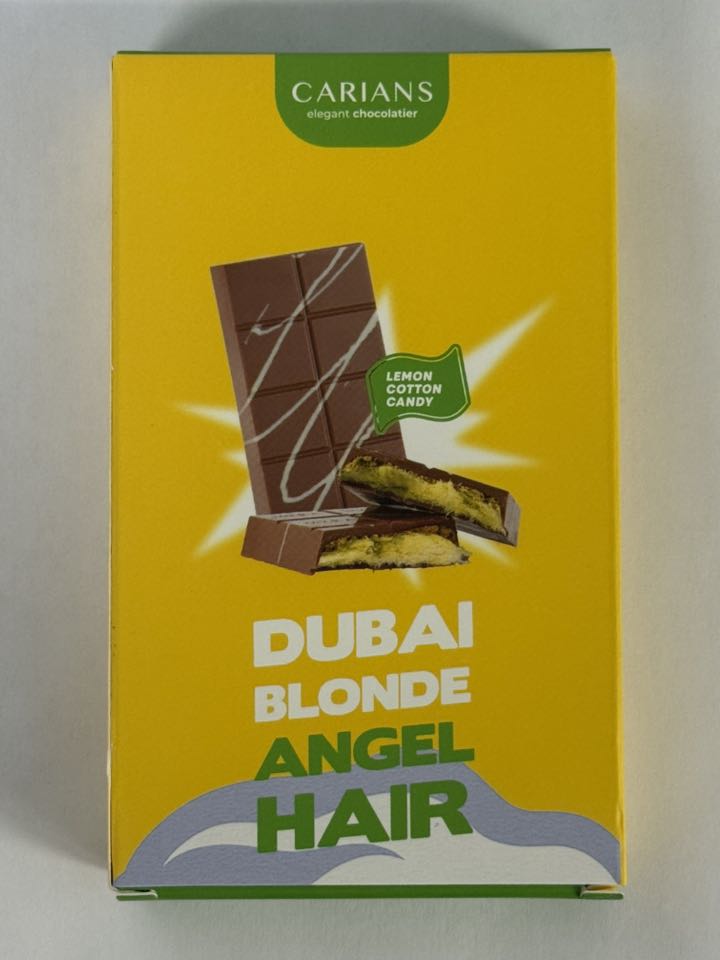 CARIANS
elegant chocolatier
LEMON
COTTON
CANDY
DUBAI
BLONDE
ANGEL
HAIR